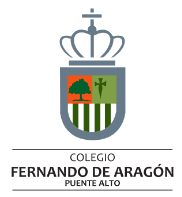 COLEGIO
FERNANDO DE ARAGÓN
PUENTE ALTO